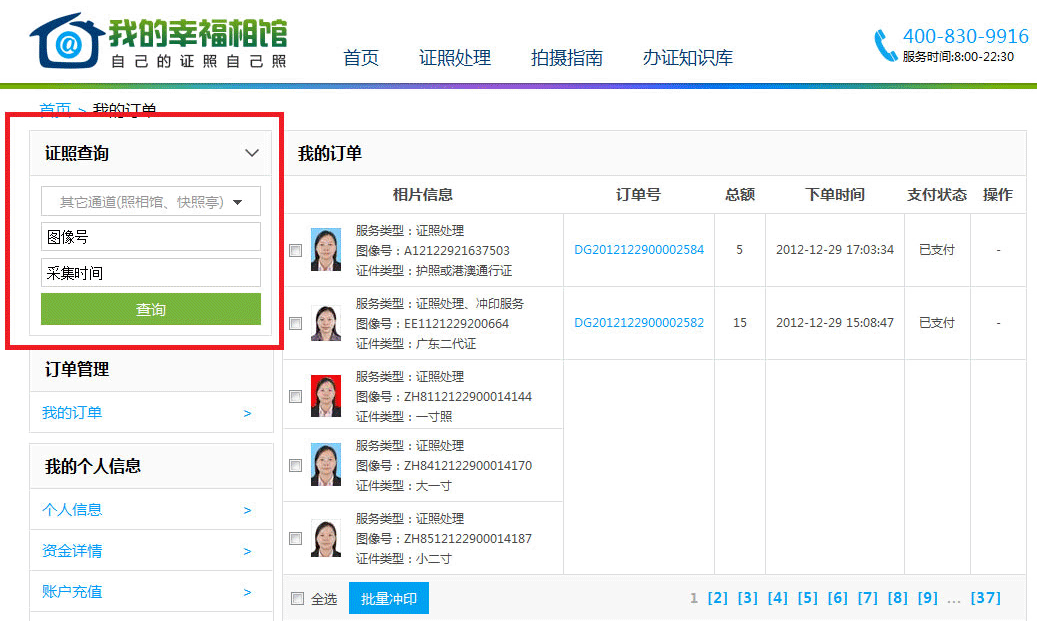 我的幸福相馆
自己的证照自己照
首页 证照处理 拍摄指南 办证知识库
400-830-9916
服务时间:8:00-22:30
首页 > 我的订单
证照查询
其它通道(照相馆、快照亭)
图像号
采集时间
查询
订单管理
我的订单 >
我的个人信息
个人信息 >
资金详情 >
账户充值 >
我的订单
相片信息 订单号 总额 下单时间 支付状态 操作
服务类型：证照处理
图像号：A12122921637503
证件类型：护照或港澳通行证
DG2012122900002584 5 2012-12-29 17:03:34 已支付 -
服务类型：证照处理、冲印服务
图像号：EE1121229200664
证件类型：广东二代证
DG2012122900002582 15 2012-12-29 15:08:47 已支付 -
服务类型：证照处理
图像号：ZH8112122900014144
证件类型：一寸照
服务类型：证照处理
图像号：ZH8412122900014170
证件类型：大一寸
服务类型：证照处理
图像号：ZH8512122900014187
证件类型：小二寸
全选 批量冲印 1 [2] [3] [4] [5] [6] [7] [8] [9] ... [37]